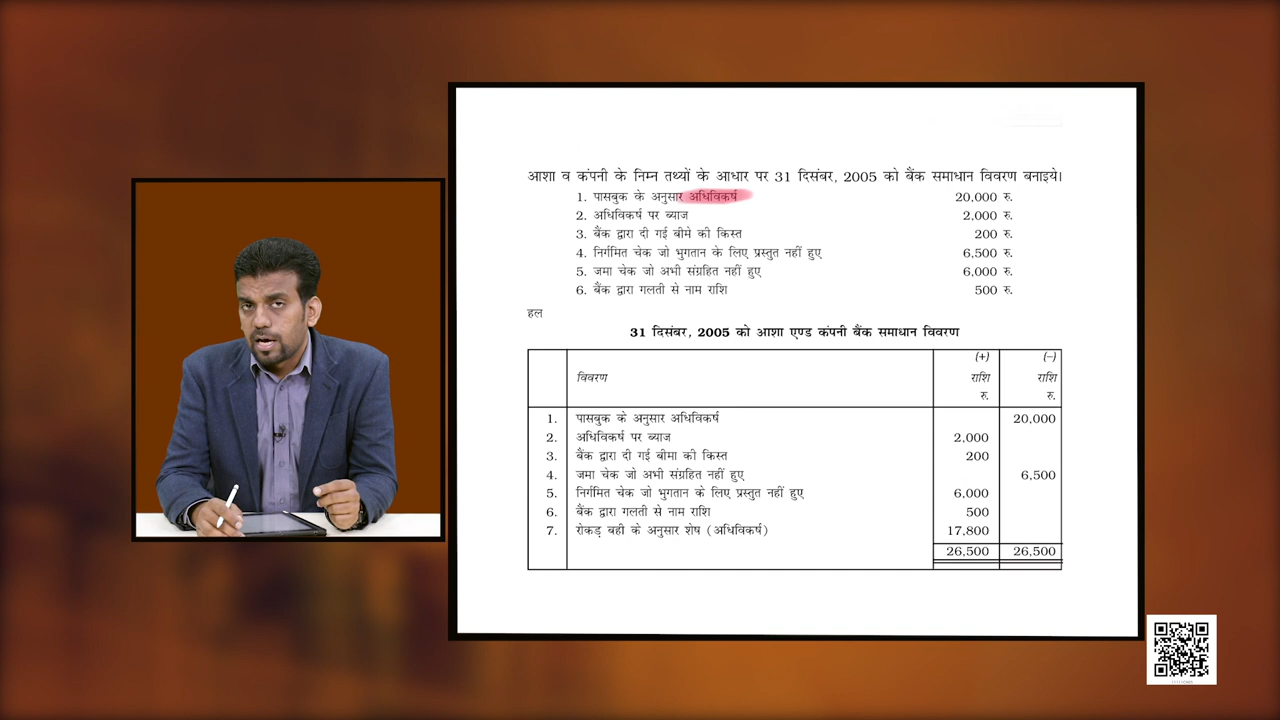 आशा व कंपनी के निम्न तथ्यों के आधार पर 31 दिसंबर, 2005 को बैंक समाधान विवरण बनाइये।
1. पासबुक के अनुसार अधिविकर्ष 20,000 रु.
2. अधिविकर्ष पर ब्याज 2,000 रु.
3. बैंक द्वारा दी गई बीमे की किस्त 200 रु.
4. निर्गमित चेक जो भुगतान के लिए प्रस्तुत नहीं हुए 6,500 रु.
5. जमा चेक जो अभी संग्रहित नहीं हुए 6,000 रु.
6. बैंक द्वारा गलती से नाम राशि 500 रु.
हल
31 दिसंबर, 2005 को आशा एण्ड कंपनी बैंक समाधान विवरण
(+) (–)
विवरण राशि राशि
रु. रु.
1. पासबुक के अनुसार अधिविकर्ष 20,000
2. अधिविकर्ष पर ब्याज 2,000
3. बैंक द्वारा दी गई बीमा की किस्त 200
4. जमा चेक जो अभी संग्रहित नहीं हुए 6,500
5. निर्गमित चेक जो भुगतान के लिए प्रस्तुत नहीं हुए 6,000
6. बैंक द्वारा गलती से नाम राशि 500
7. रोकड़ बही के अनुसार शेष (अधिविकर्ष) 17,800
26,500 26,500